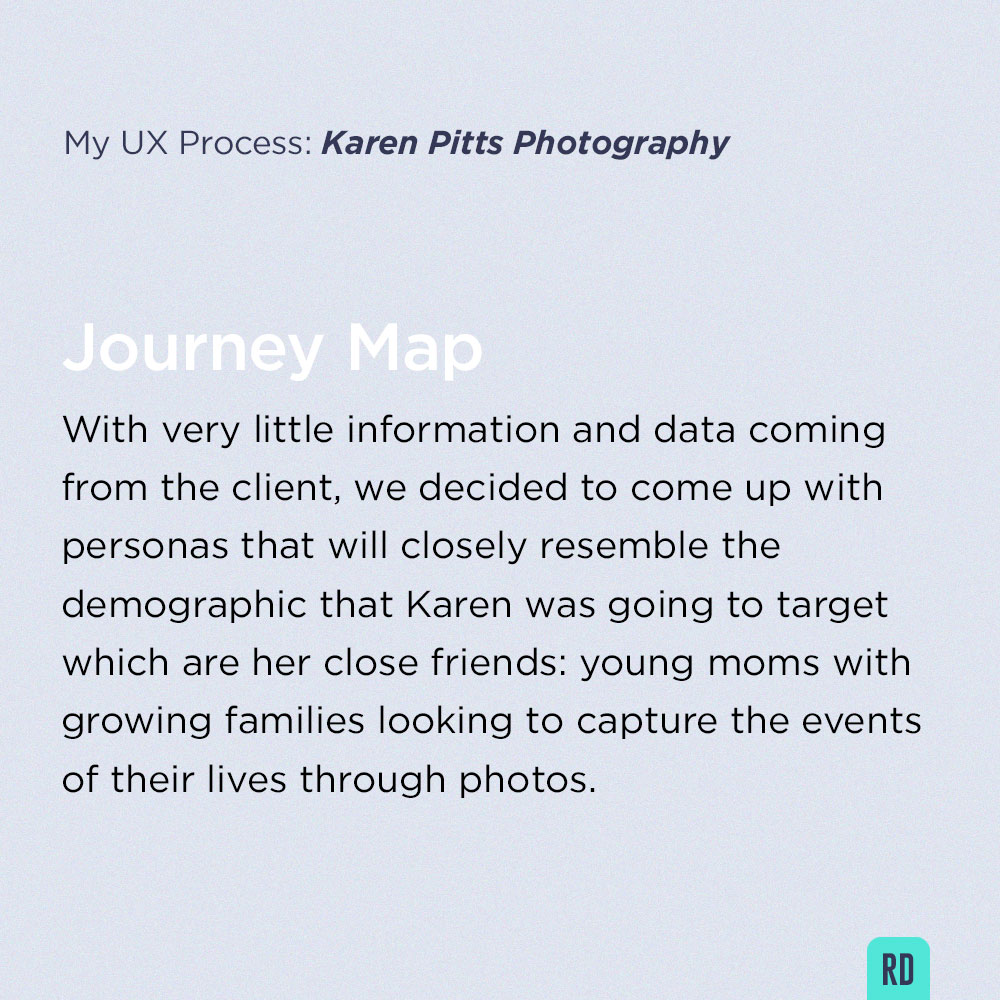 My UX Process: Karen Pitts Photography
Journey Map
With very little information and data coming
from the client, we decided to come up with
personas that will closely resemble the
demographic that Karen was going to target
which are her close friends: young moms with
growing families looking to capture the events
of their lives through photos.
RD